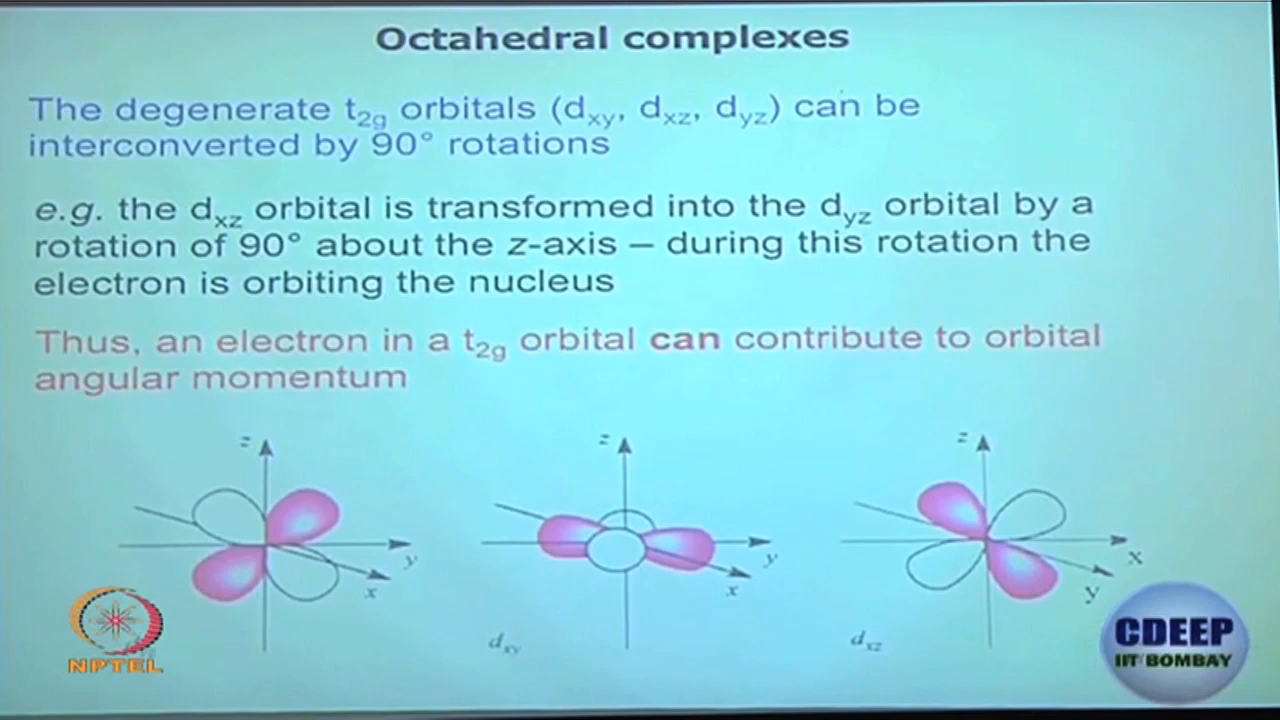 Octahedral complexes
The degenerate t₂g orbitals (dxy, dxz, dyz) can be
interconverted by 90° rotations
e.g. the dxz orbital is transformed into the dyz orbital by a
rotation of 90° about the z-axis – during this rotation the
electron is orbiting the nucleus
Thus, an electron in a t₂g orbital can contribute to orbital
angular momentum
z
y
x
z
y
x
dxy
z
x
y
dxz
NPTEL
CDEEP
IIT BOMBAY